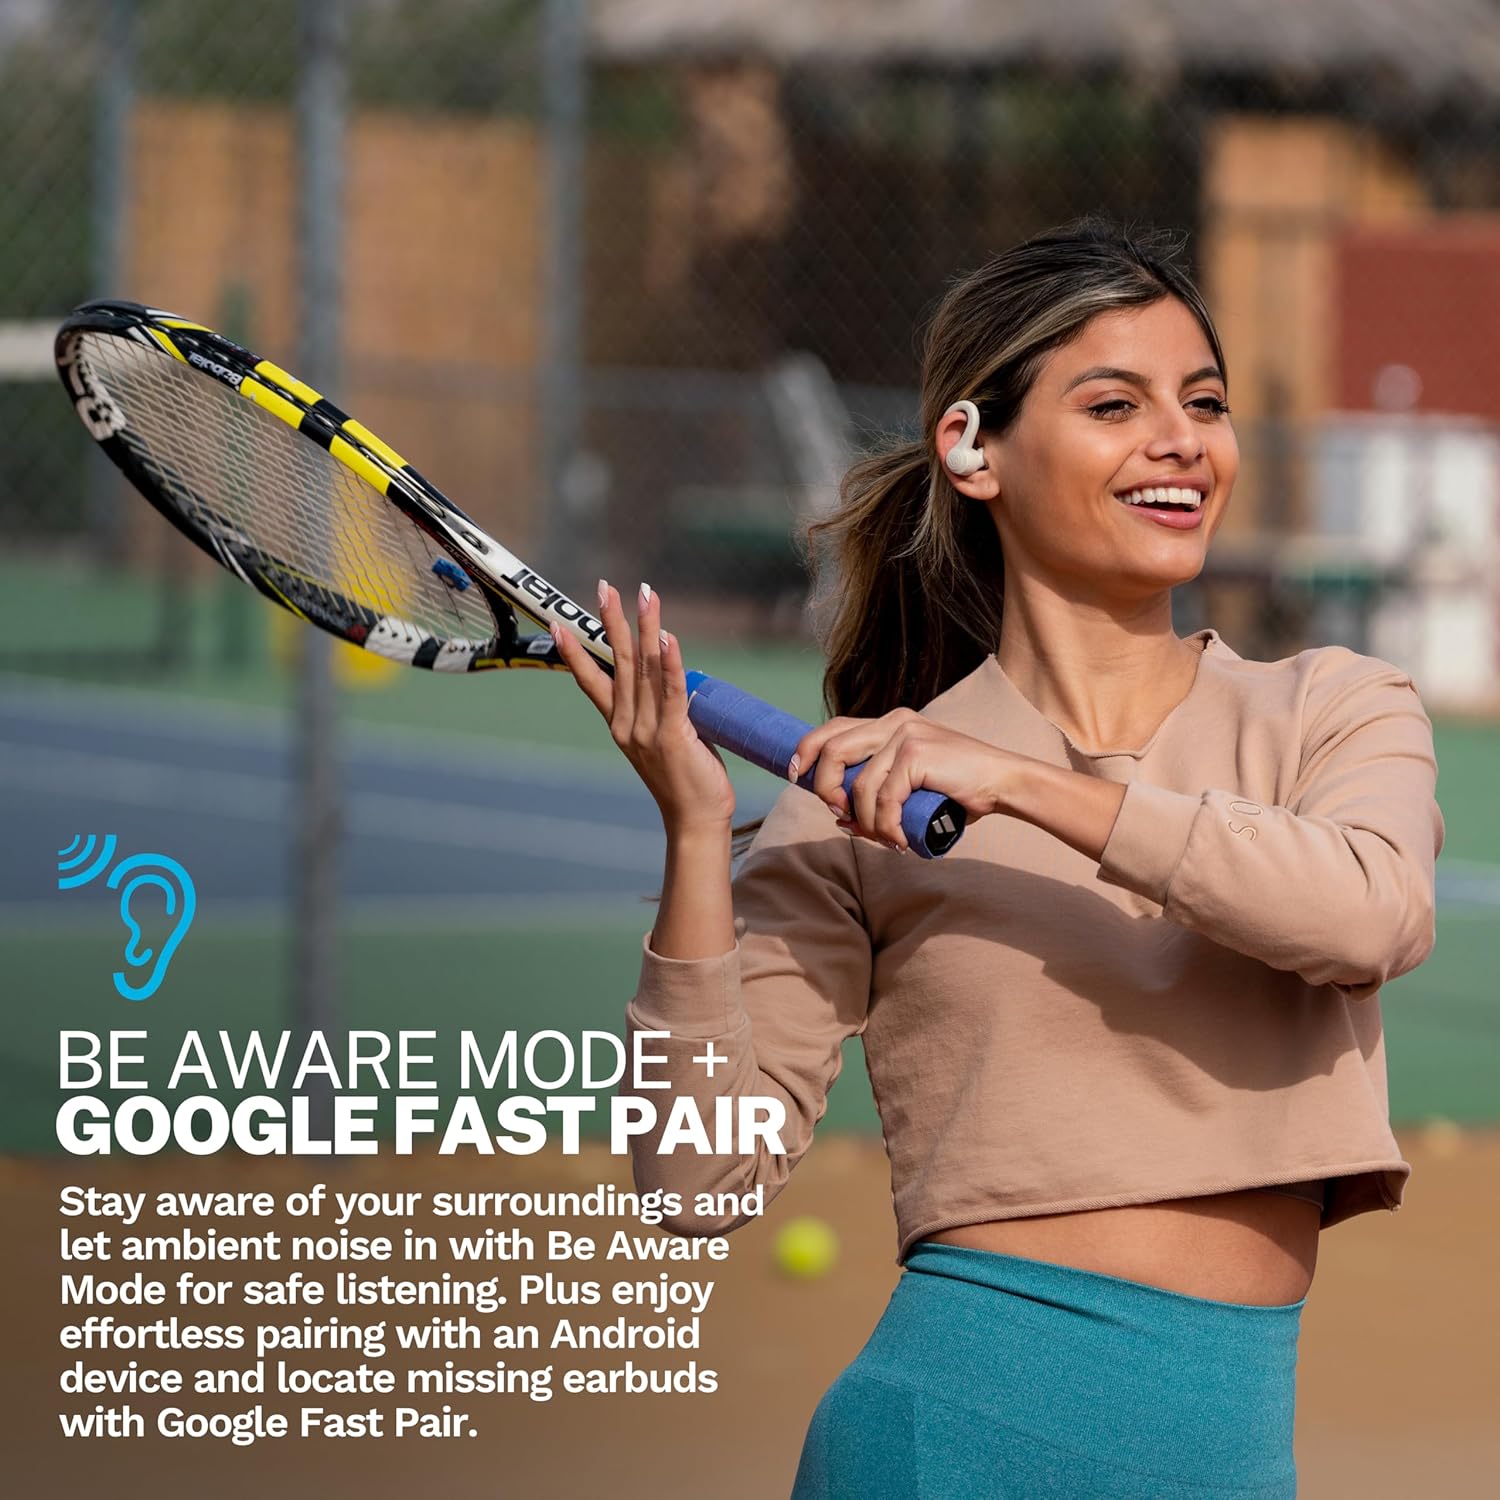 BE AWARE MODE +
GOOGLE FAST PAIR
Stay aware of your surroundings and
let ambient noise in with Be Aware
Mode for safe listening. Plus enjoy
effortless pairing with an Android
device and locate missing earbuds
with Google Fast Pair.
Babolat
SO